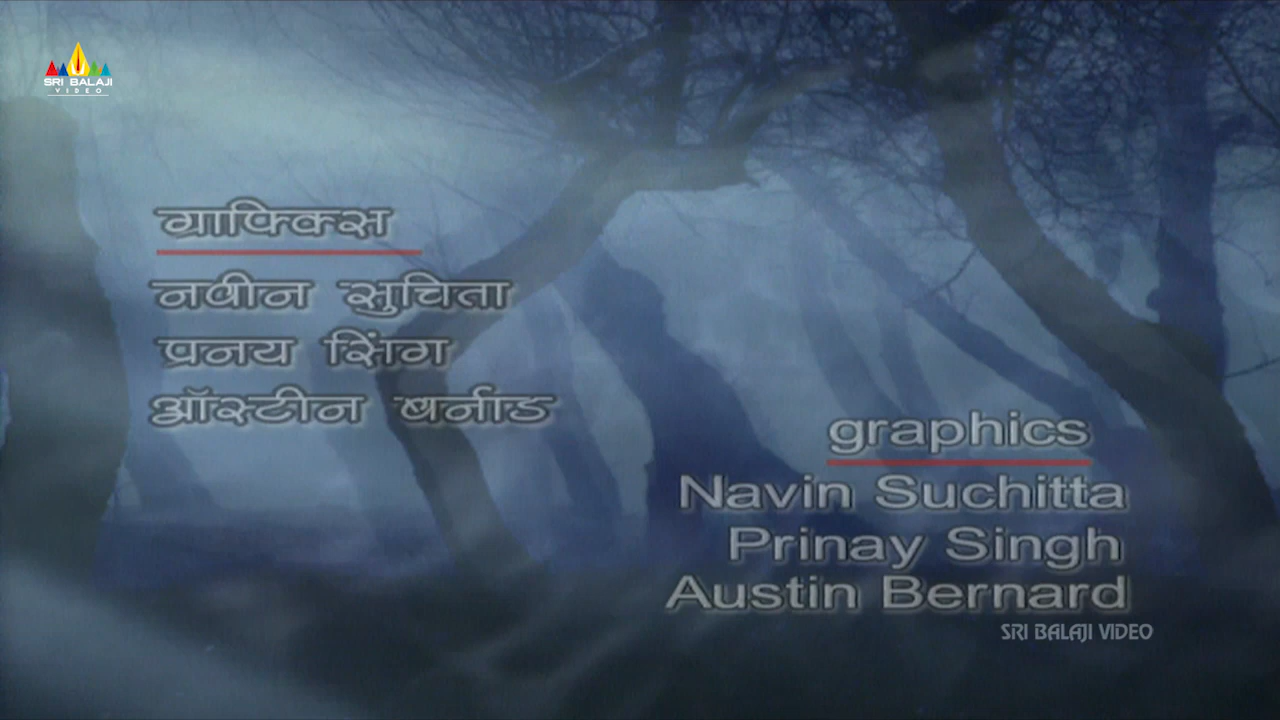 SRI BALAJI
VIDEO
ग्राफिक्स
नवीन सुचिता
प्रनय सिंग
ऑस्टीन बर्नाड
graphics
Navin Suchitta
Prinay Singh
Austin Bernard
SRI BALAJI VIDEO